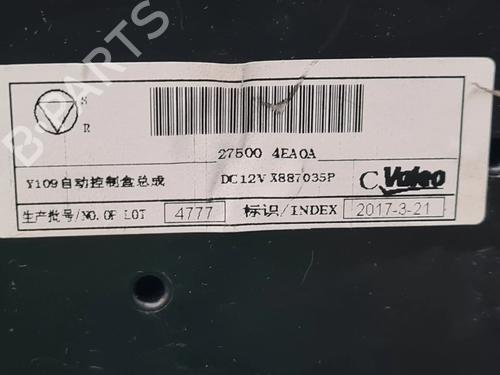 B-PARTS
S
R
27500 4EA0A
Y109自动控制盒总成
DC12V X887035P
C Valeo
生产批号/NO.OF LOT 4777 标识/INDEX 2017-3-21